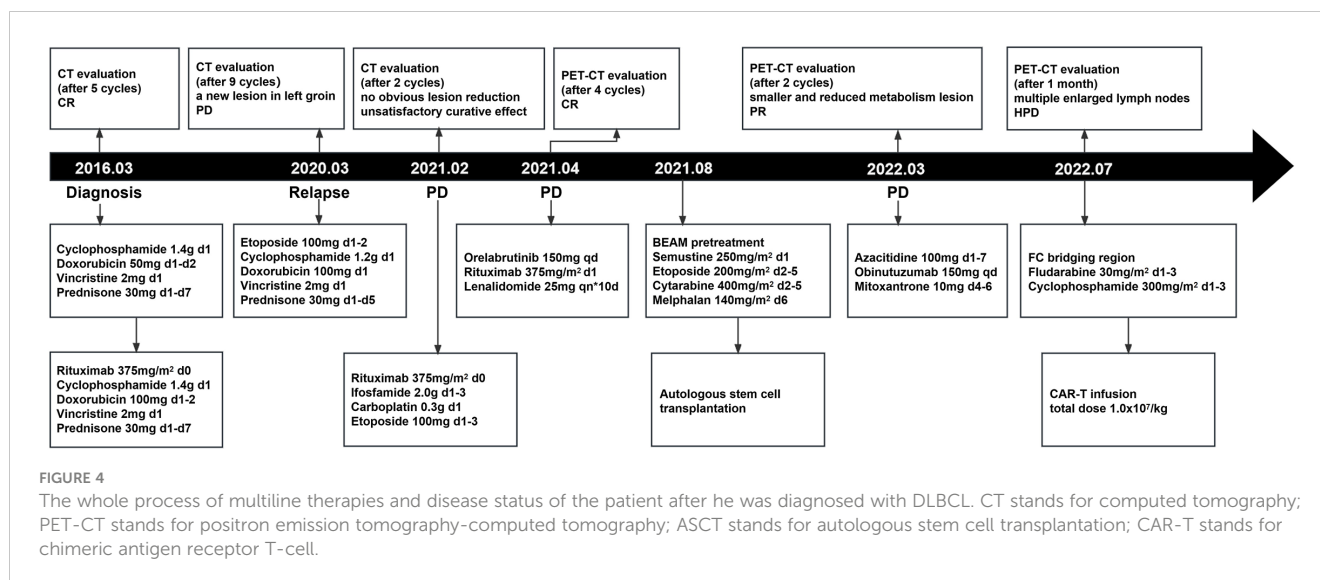 CT evaluation
(after 5 cycles)
CR
CT evaluation
(after 9 cycles)
a new lesion in left groin
PD
CT evaluation
(after 2 cycles)
no obvious lesion reduction
unsatisfactory curative effect
PET-CT evaluation
(after 4 cycles)
CR
PET-CT evaluation
(after 2 cycles)
smaller and reduced metabolism lesion
PR
PET-CT evaluation
(after 1 month)
multiple enlarged lymph nodes
HPD
2016.03 2020.03 2021.02 2021.04 2021.08 2022.03 2022.07
Diagnosis Relapse PD PD PD
Cyclophosphamide 1.4g d1
Doxorubicin 50mg d1-d2
Vincristine 2mg d1
Prednisone 30mg d1-d7
Etoposide 100mg d1-2
Cyclophosphamide 1.2g d1
Doxorubicin 100mg d1
Vincristine 2mg d1
Prednisone 30mg d1-d5
Orelabrutinib 150mg qd
Rituximab 375mg/m² d1
Lenalidomide 25mg qn*10d
BEAM pretreatment
Semustine 250mg/m² d1
Etoposide 200mg/m² d2-5
Cytarabine 400mg/m² d2-5
Melphalan 140mg/m² d6
Azacitidine 100mg d1-7
Obinutuzumab 150mg qd
Mitoxantrone 10mg d4-6
FC bridging region
Fludarabine 30mg/m² d1-3
Cyclophosphamide 300mg/m² d1-3
Rituximab 375mg/m² d0
Cyclophosphamide 1.4g d1
Doxorubicin 100mg d1-2
Vincristine 2mg d1
Prednisone 30mg d1-d7
Rituximab 375mg/m² d0
Ifosfamide 2.0g d1-3
Carboplatin 0.3g d1
Etoposide 100mg d1-3
Autologous stem cell
transplantation
CAR-T infusion
total dose 1.0x10⁷/kg
FIGURE 4
The whole process of multiline therapies and disease status of the patient after he was diagnosed with DLBCL. CT stands for computed tomography;
PET-CT stands for positron emission tomography-computed tomography; ASCT stands for autologous stem cell transplantation; CAR-T stands for
chimeric antigen receptor T-cell.